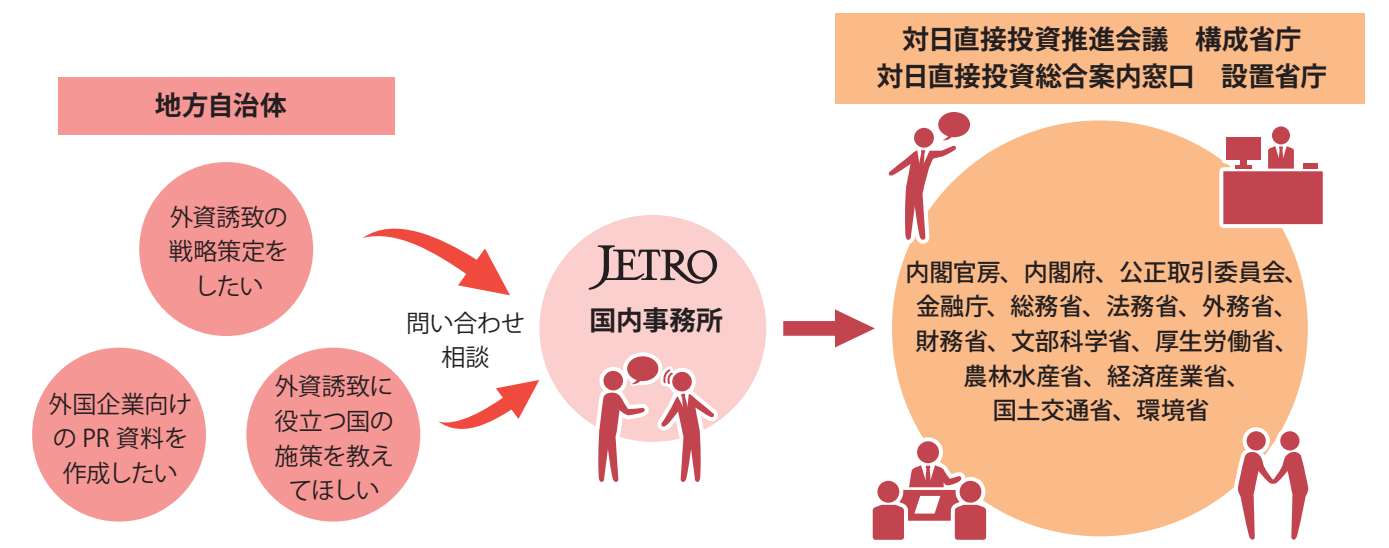 地方自治体
外資誘致の
戦略策定を
したい
外国企業向け
の PR 資料を
作成したい
外資誘致に
役立つ国の
施策を教え
てほしい
問い合わせ
相談
JETRO
国内事務所
対日直接投資推進会議　構成省庁
対日直接投資総合案内窓口　設置省庁
内閣官房、内閣府、公正取引委員会、
金融庁、総務省、法務省、外務省、
財務省、文部科学省、厚生労働省、
農林水産省、経済産業省、
国土交通省、環境省